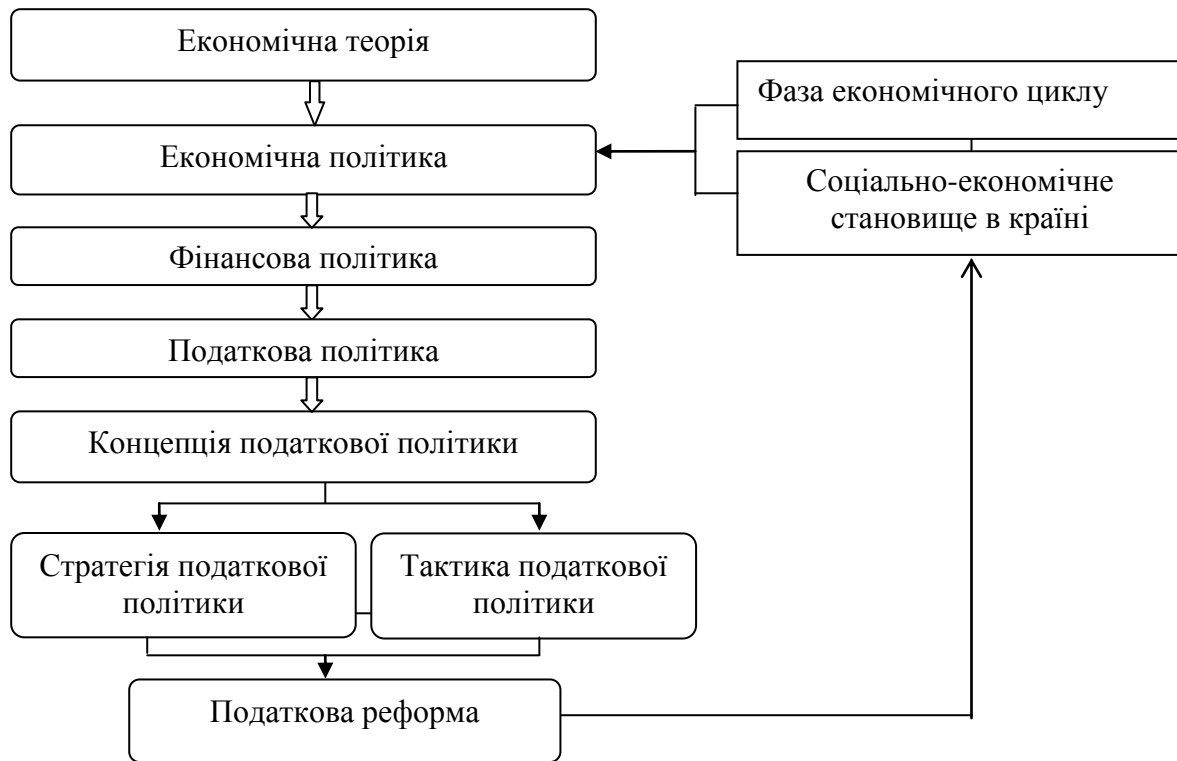 Економічна теорія
Фаза економічного циклу
Економічна політика
Соціально-економічне
становище в країні
Фінансова політика
Податкова політика
Концепція податкової політики
Стратегія податкової
політики
Тактика податкової
політики
Податкова реформа